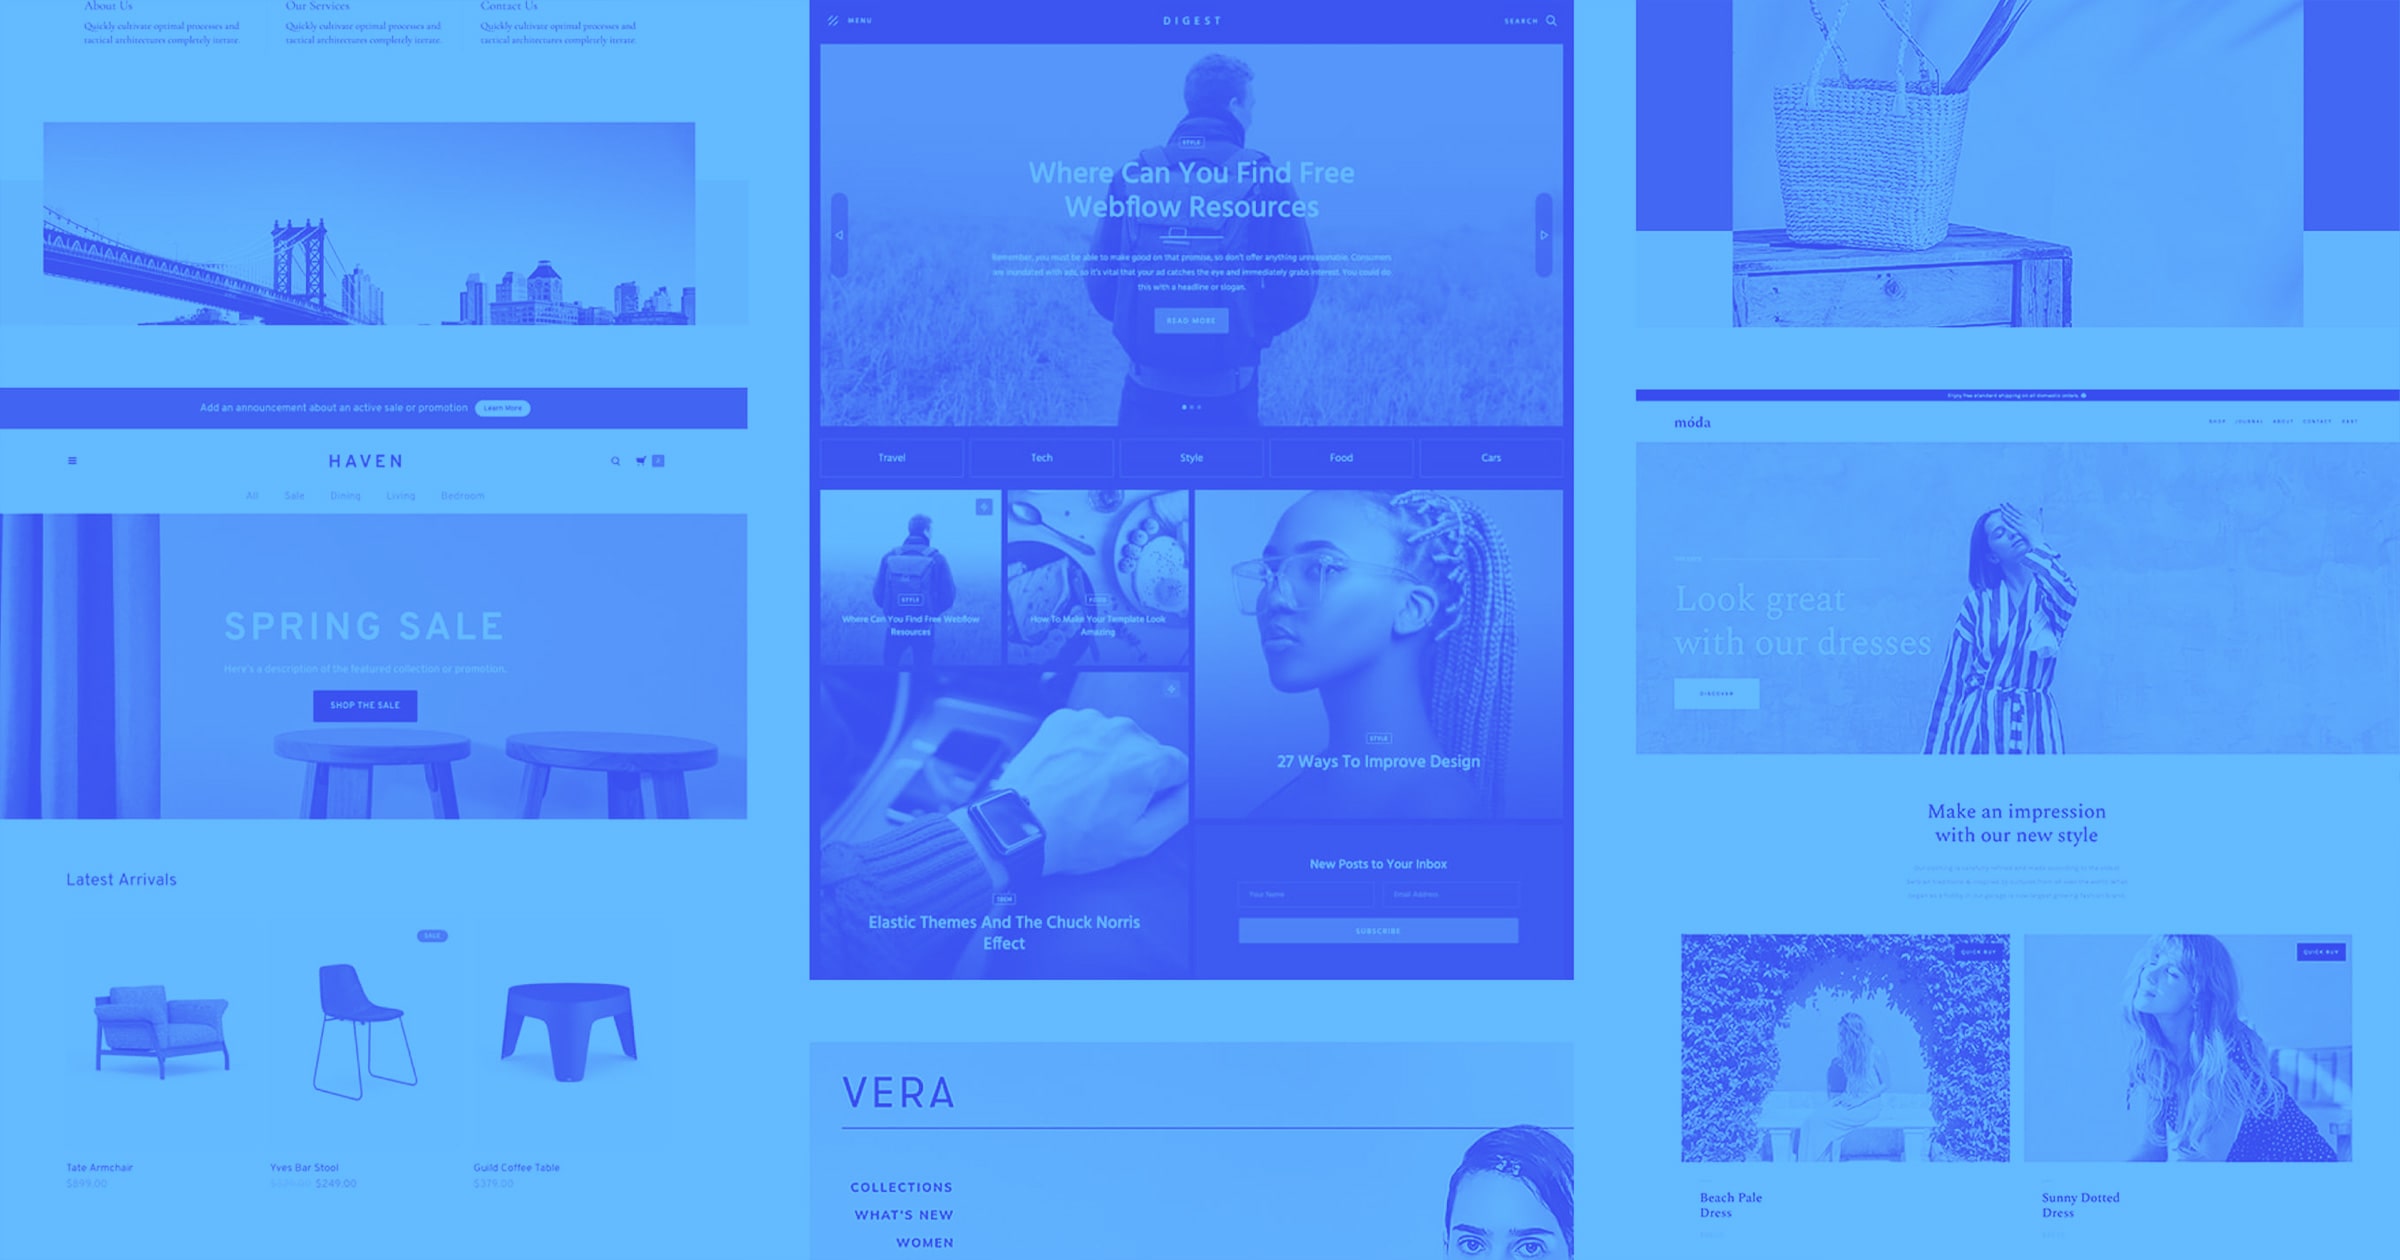 About Us
Quickly cultivate optimal processes and
tactical architectures completely iterate.
Our Services
Quickly cultivate optimal processes and
tactical architectures completely iterate.
Contact Us
Quickly cultivate optimal processes and
tactical architectures completely iterate.
Add an announcement about an active sale or promotion Learn More
HAVEN
All Sale Dining Living Bedroom
SPRING SALE
Here's a description of the featured collection or promotion.
SHOP THE SALE
Latest Arrivals
SALE
Tate Armchair
$899.00
Yves Bar Stool
$379.00 $249.00
Guild Coffee Table
$379.00
MENU
DIGEST
SEARCH
STYLE
Where Can You Find Free
Webflow Resources
Remember, you must be able to make good on that promise, so don't offer anything unreasonable. Consumers
are inundated with ads, so it's vital that your ad catches the eye and immediately grabs interest. You could do
this with a headline or slogan.
READ MORE
Travel
Tech
Style
Food
Cars
STYLE
Where Can You Find Free Webflow
Resources
FOOD
How To Make Your Template Look
Amazing
STYLE
27 Ways To Improve Design
TECH
Elastic Themes And The Chuck Norris
Effect
New Posts to Your Inbox
Your Name
Email Address
SUBSCRIBE
VERA
COLLECTIONS
WHAT'S NEW
WOMEN
Enjoy free standard shipping on all domestic orders.
móda
SHOP JOURNAL ABOUT CONTACT CART
Look great
with our dresses
DISCOVER
Make an impression
with our new style
QUICK BUY
QUICK BUY
Beach Pale
Dress
Sunny Dotted
Dress